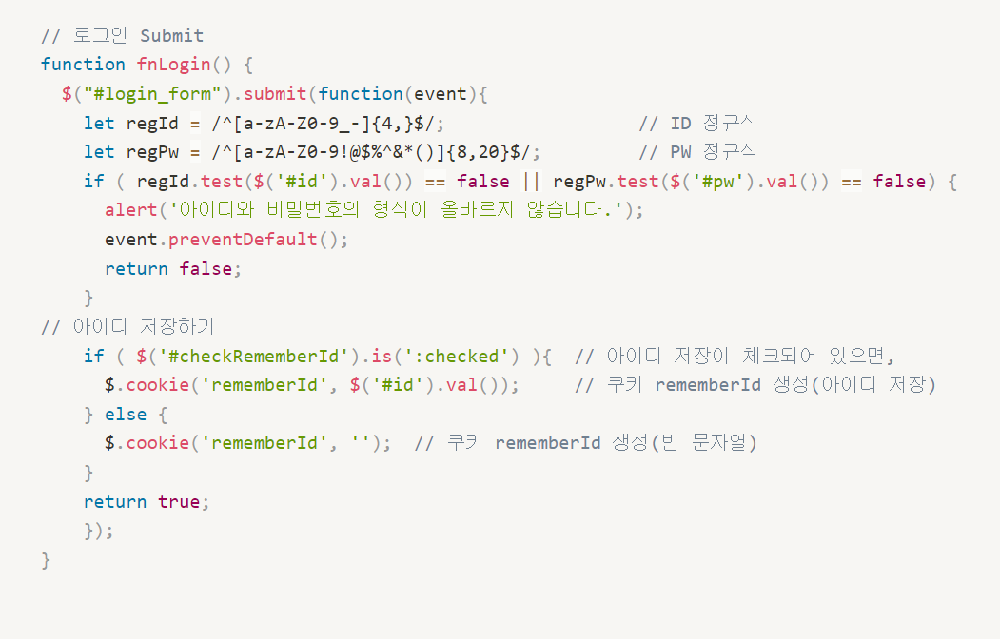 // 로그인 Submit
function fnLogin() {
  $("#login_form").submit(function(event){
    let regId = /^[a-zA-Z0-9_-]{4,}$/;                  // ID 정규식
    let regPw = /^[a-zA-Z0-9!@$%^&*()]{8,20}$/;         // PW 정규식
    if ( regId.test($('#id').val()) == false || regPw.test($('#pw').val()) == false) {
      alert('아이디와 비밀번호의 형식이 올바르지 않습니다.');
      event.preventDefault();
      return false;
    }
// 아이디 저장하기
    if ( $('#checkRememberId').is(':checked') ){  // 아이디 저장이 체크되어 있으면,
      $.cookie('rememberId', $('#id').val());     // 쿠키 rememberId 생성(아이디 저장)
    } else {
      $.cookie('rememberId', '');  // 쿠키 rememberId 생성(빈 문자열)
    }
    return true;
    });
}